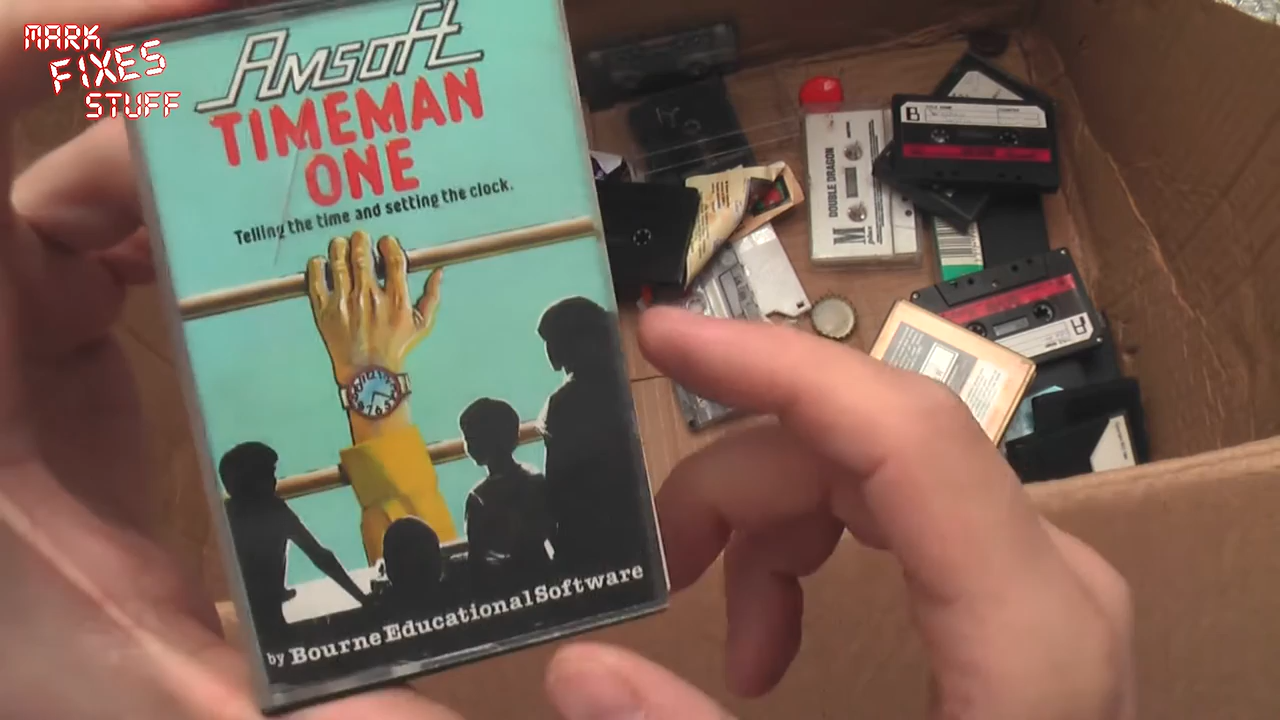 MARK
FIXES
STUFF
AMSOFT
TIMEMAN
ONE
Telling the time and setting the clock.
by Bourne Educational Software
DOUBLE DRAGON
M
B
B